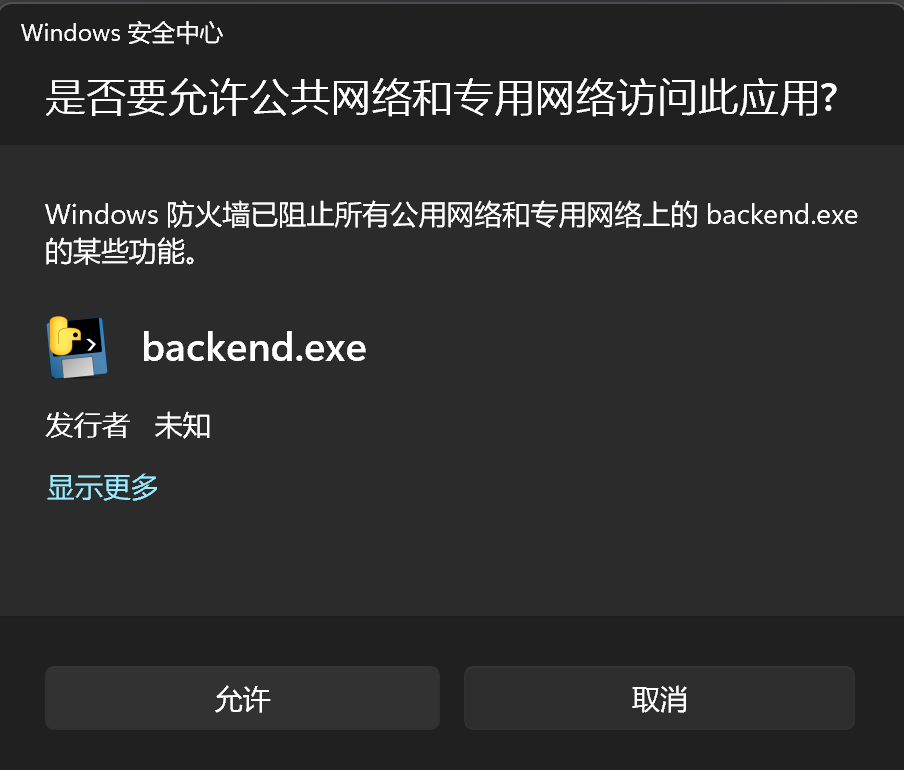 Windows 安全中心
是否要允许公共网络和专用网络访问此应用?
Windows 防火墙已阻止所有公用网络和专用网络上的 backend.exe
的某些功能。
backend.exe
发行者 未知
显示更多
允许 取消